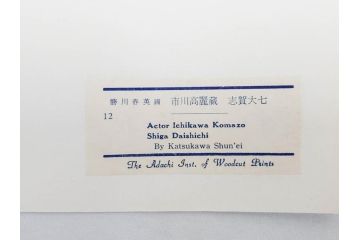 勝川春英画 市川高麗蔵 志賀大七
12
Actor Ichikawa Komazo
Shiga Daishichi
By Katsukawa Shun'ei
The Adachi Inst. of Woodcut Prints